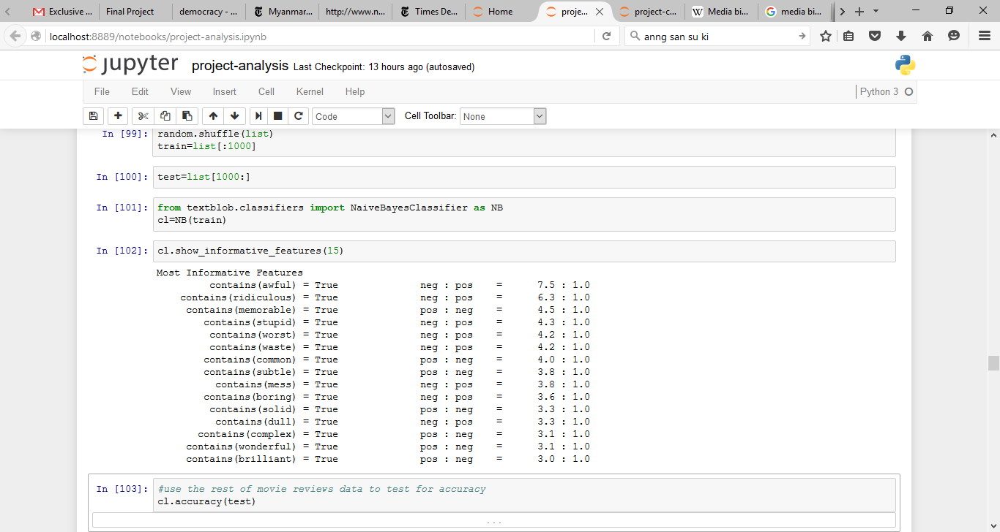 Exclusive ... Final Project democracy - ... Myanmar... http://www.n... Times De... Home proje... project-c... Media bi... media bi...
localhost:8889/notebooks/project-analysis.ipynb anng san su ki
jupyter project-analysis Last Checkpoint: 13 hours ago (autosaved)
File Edit View Insert Cell Kernel Help Python 3
Code Cell Toolbar: None
In [99]: random.shuffle(list)
train=list[:1000]
In [100]: test=list[1000:]
In [101]: from textblob.classifiers import NaiveBayesClassifier as NB
cl=NB(train)
In [102]: cl.show_informative_features(15)
Most Informative Features
contains(awful) = True neg : pos = 7.5 : 1.0
contains(ridiculous) = True neg : pos = 6.3 : 1.0
contains(memorable) = True pos : neg = 4.5 : 1.0
contains(stupid) = True neg : pos = 4.3 : 1.0
contains(worst) = True neg : pos = 4.2 : 1.0
contains(waste) = True neg : pos = 4.2 : 1.0
contains(common) = True pos : neg = 4.0 : 1.0
contains(subtle) = True pos : neg = 3.8 : 1.0
contains(mess) = True neg : pos = 3.8 : 1.0
contains(boring) = True neg : pos = 3.6 : 1.0
contains(solid) = True pos : neg = 3.3 : 1.0
contains(dull) = True neg : pos = 3.3 : 1.0
contains(complex) = True pos : neg = 3.1 : 1.0
contains(wonderful) = True pos : neg = 3.1 : 1.0
contains(brilliant) = True pos : neg = 3.0 : 1.0
In [103]: #use the rest of movie reviews data to test for accuracy
cl.accuracy(test)
...